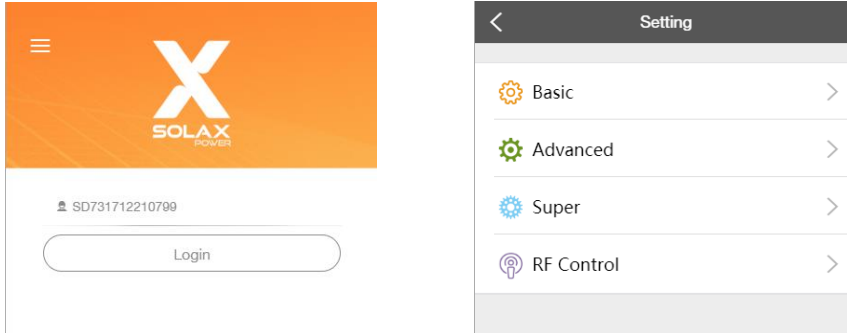 SOLAX
POWER
SD731712210799
Login
Setting
Basic
Advanced
Super
RF Control